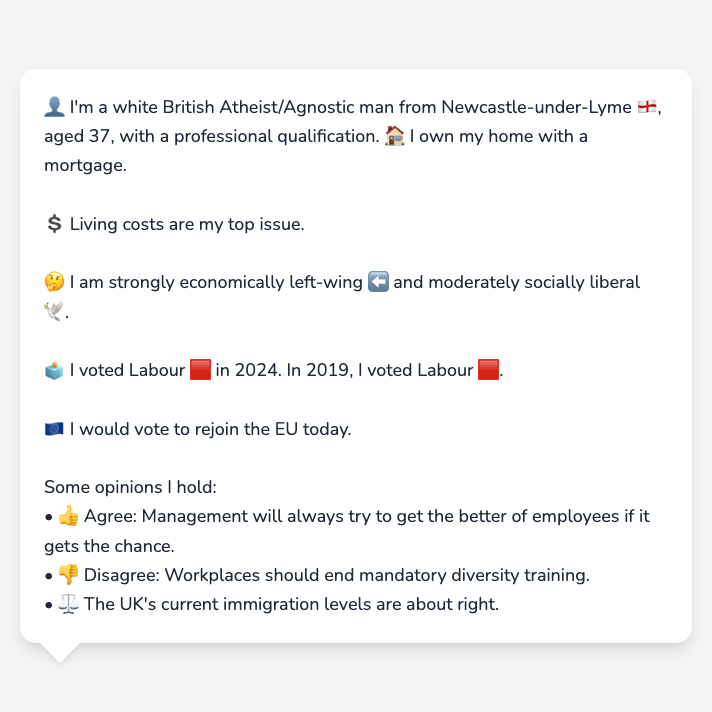 👤 I'm a white British Atheist/Agnostic man from Newcastle-under-Lyme 🏴󠁧󠁢󠁥󠁮󠁧󠁿,
aged 37, with a professional qualification. 🏠 I own my home with a
mortgage.
💲 Living costs are my top issue.
🤔 I am strongly economically left-wing ⬅️ and moderately socially liberal
🕊️.
🗳️ I voted Labour 🟥 in 2024. In 2019, I voted Labour 🟥.
🇪🇺 I would vote to rejoin the EU today.
Some opinions I hold:
• 👍 Agree: Management will always try to get the better of employees if it
gets the chance.
• 👎 Disagree: Workplaces should end mandatory diversity training.
• ⚖️ The UK's current immigration levels are about right.